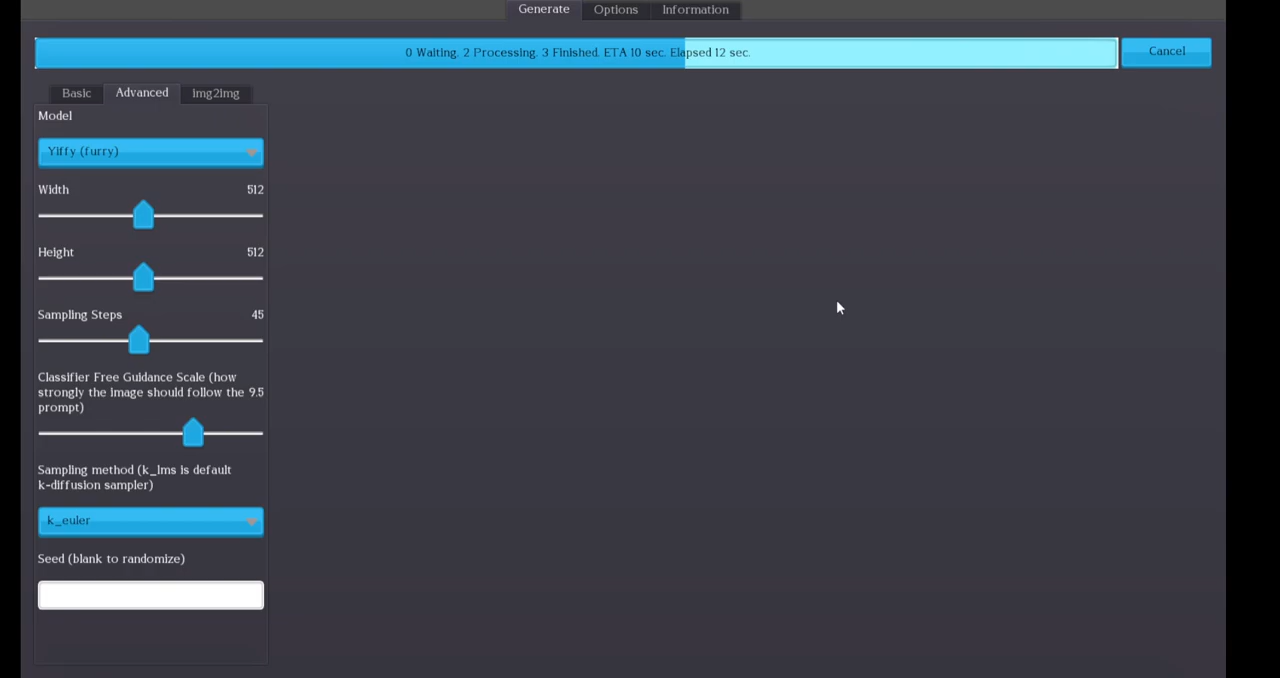 Generate Options Information
0 Waiting. 2 Processing. 3 Finished. ETA 10 sec. Elapsed 12 sec.
Cancel
Basic Advanced img2img
Model
Yiffy (furry)
Width 512
Height 512
Sampling Steps 45
Classifier Free Guidance Scale (how
strongly the image should follow the 9.5
prompt)
Sampling method (k_lms is default
k-diffusion sampler)
k_euler
Seed (blank to randomize)